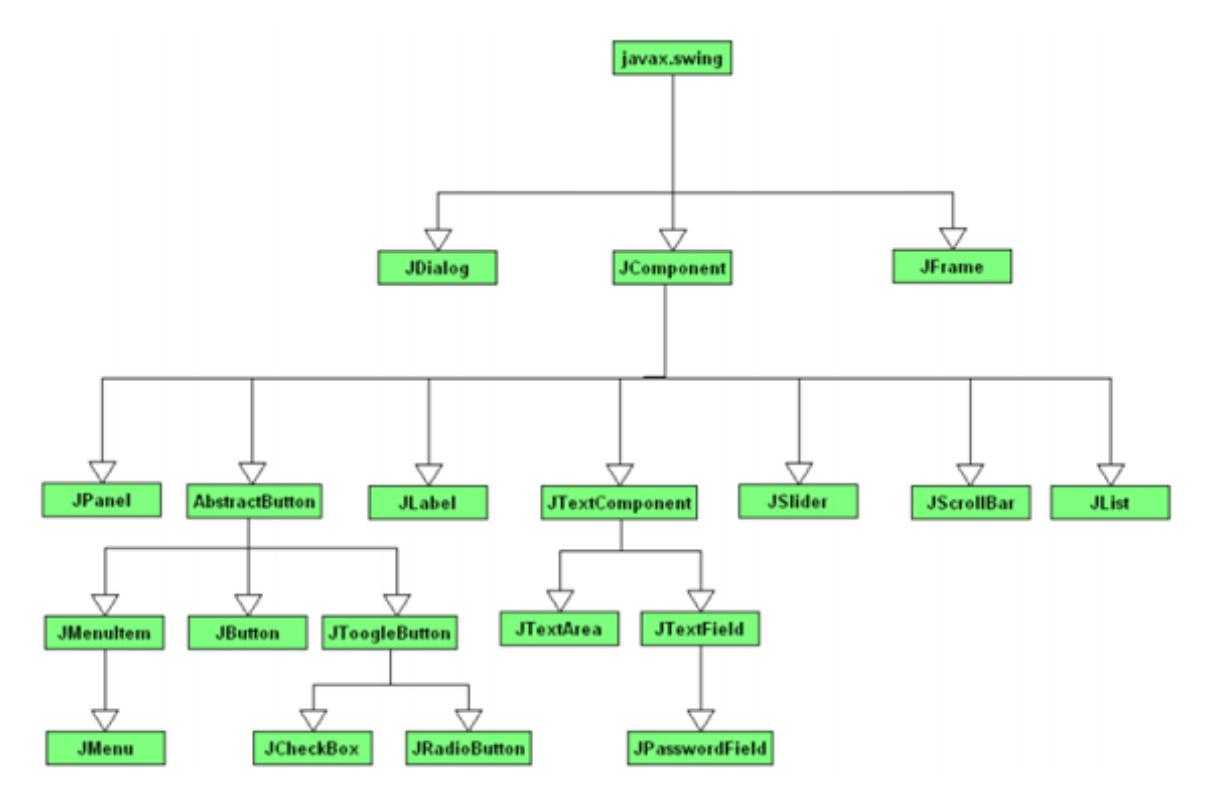 javax.swing
JDialog
JComponent
JFrame
JPanel
AbstractButton
JLabel
JTextComponent
JSlider
JScrollBar
JList
JMenuItem
JButton
JToogleButton
JTextArea
JTextField
JMenu
JCheckBox
JRadioButton
JPasswordField